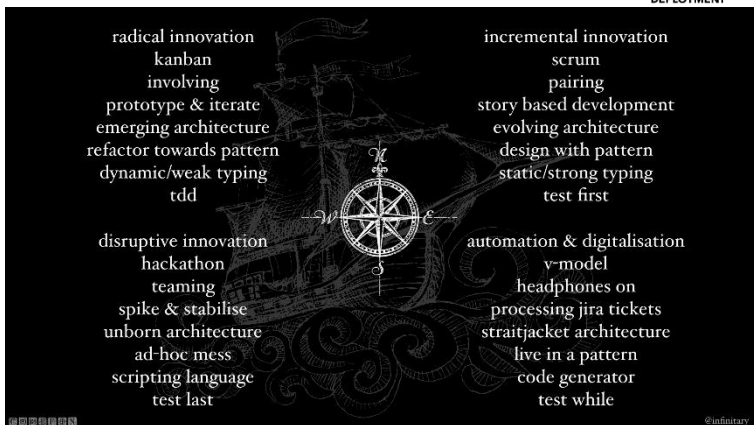 DEPLOYMENT
radical innovation
kanban
involving
prototype & iterate
emerging architecture
refactor towards pattern
dynamic/weak typing
tdd
incremental innovation
scrum
pairing
story based development
evolving architecture
design with pattern
static/strong typing
test first
N
W E
S
disruptive innovation
hackathon
teaming
spike & stabilise
unborn architecture
ad-hoc mess
scripting language
test last
automation & digitalisation
v-model
headphones on
processing jira tickets
straitjacket architecture
live in a pattern
code generator
test while
@infinitary